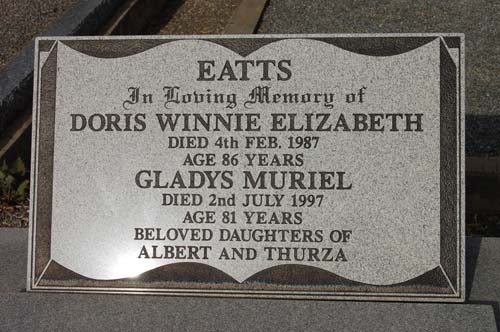 EATTS
In Loving Memory of
DORIS WINNIE ELIZABETH
DIED 4th FEB. 1987
AGE 86 YEARS
GLADYS MURIEL
DIED 2nd JULY 1997
AGE 81 YEARS
BELOVED DAUGHTERS OF
ALBERT AND THURZA